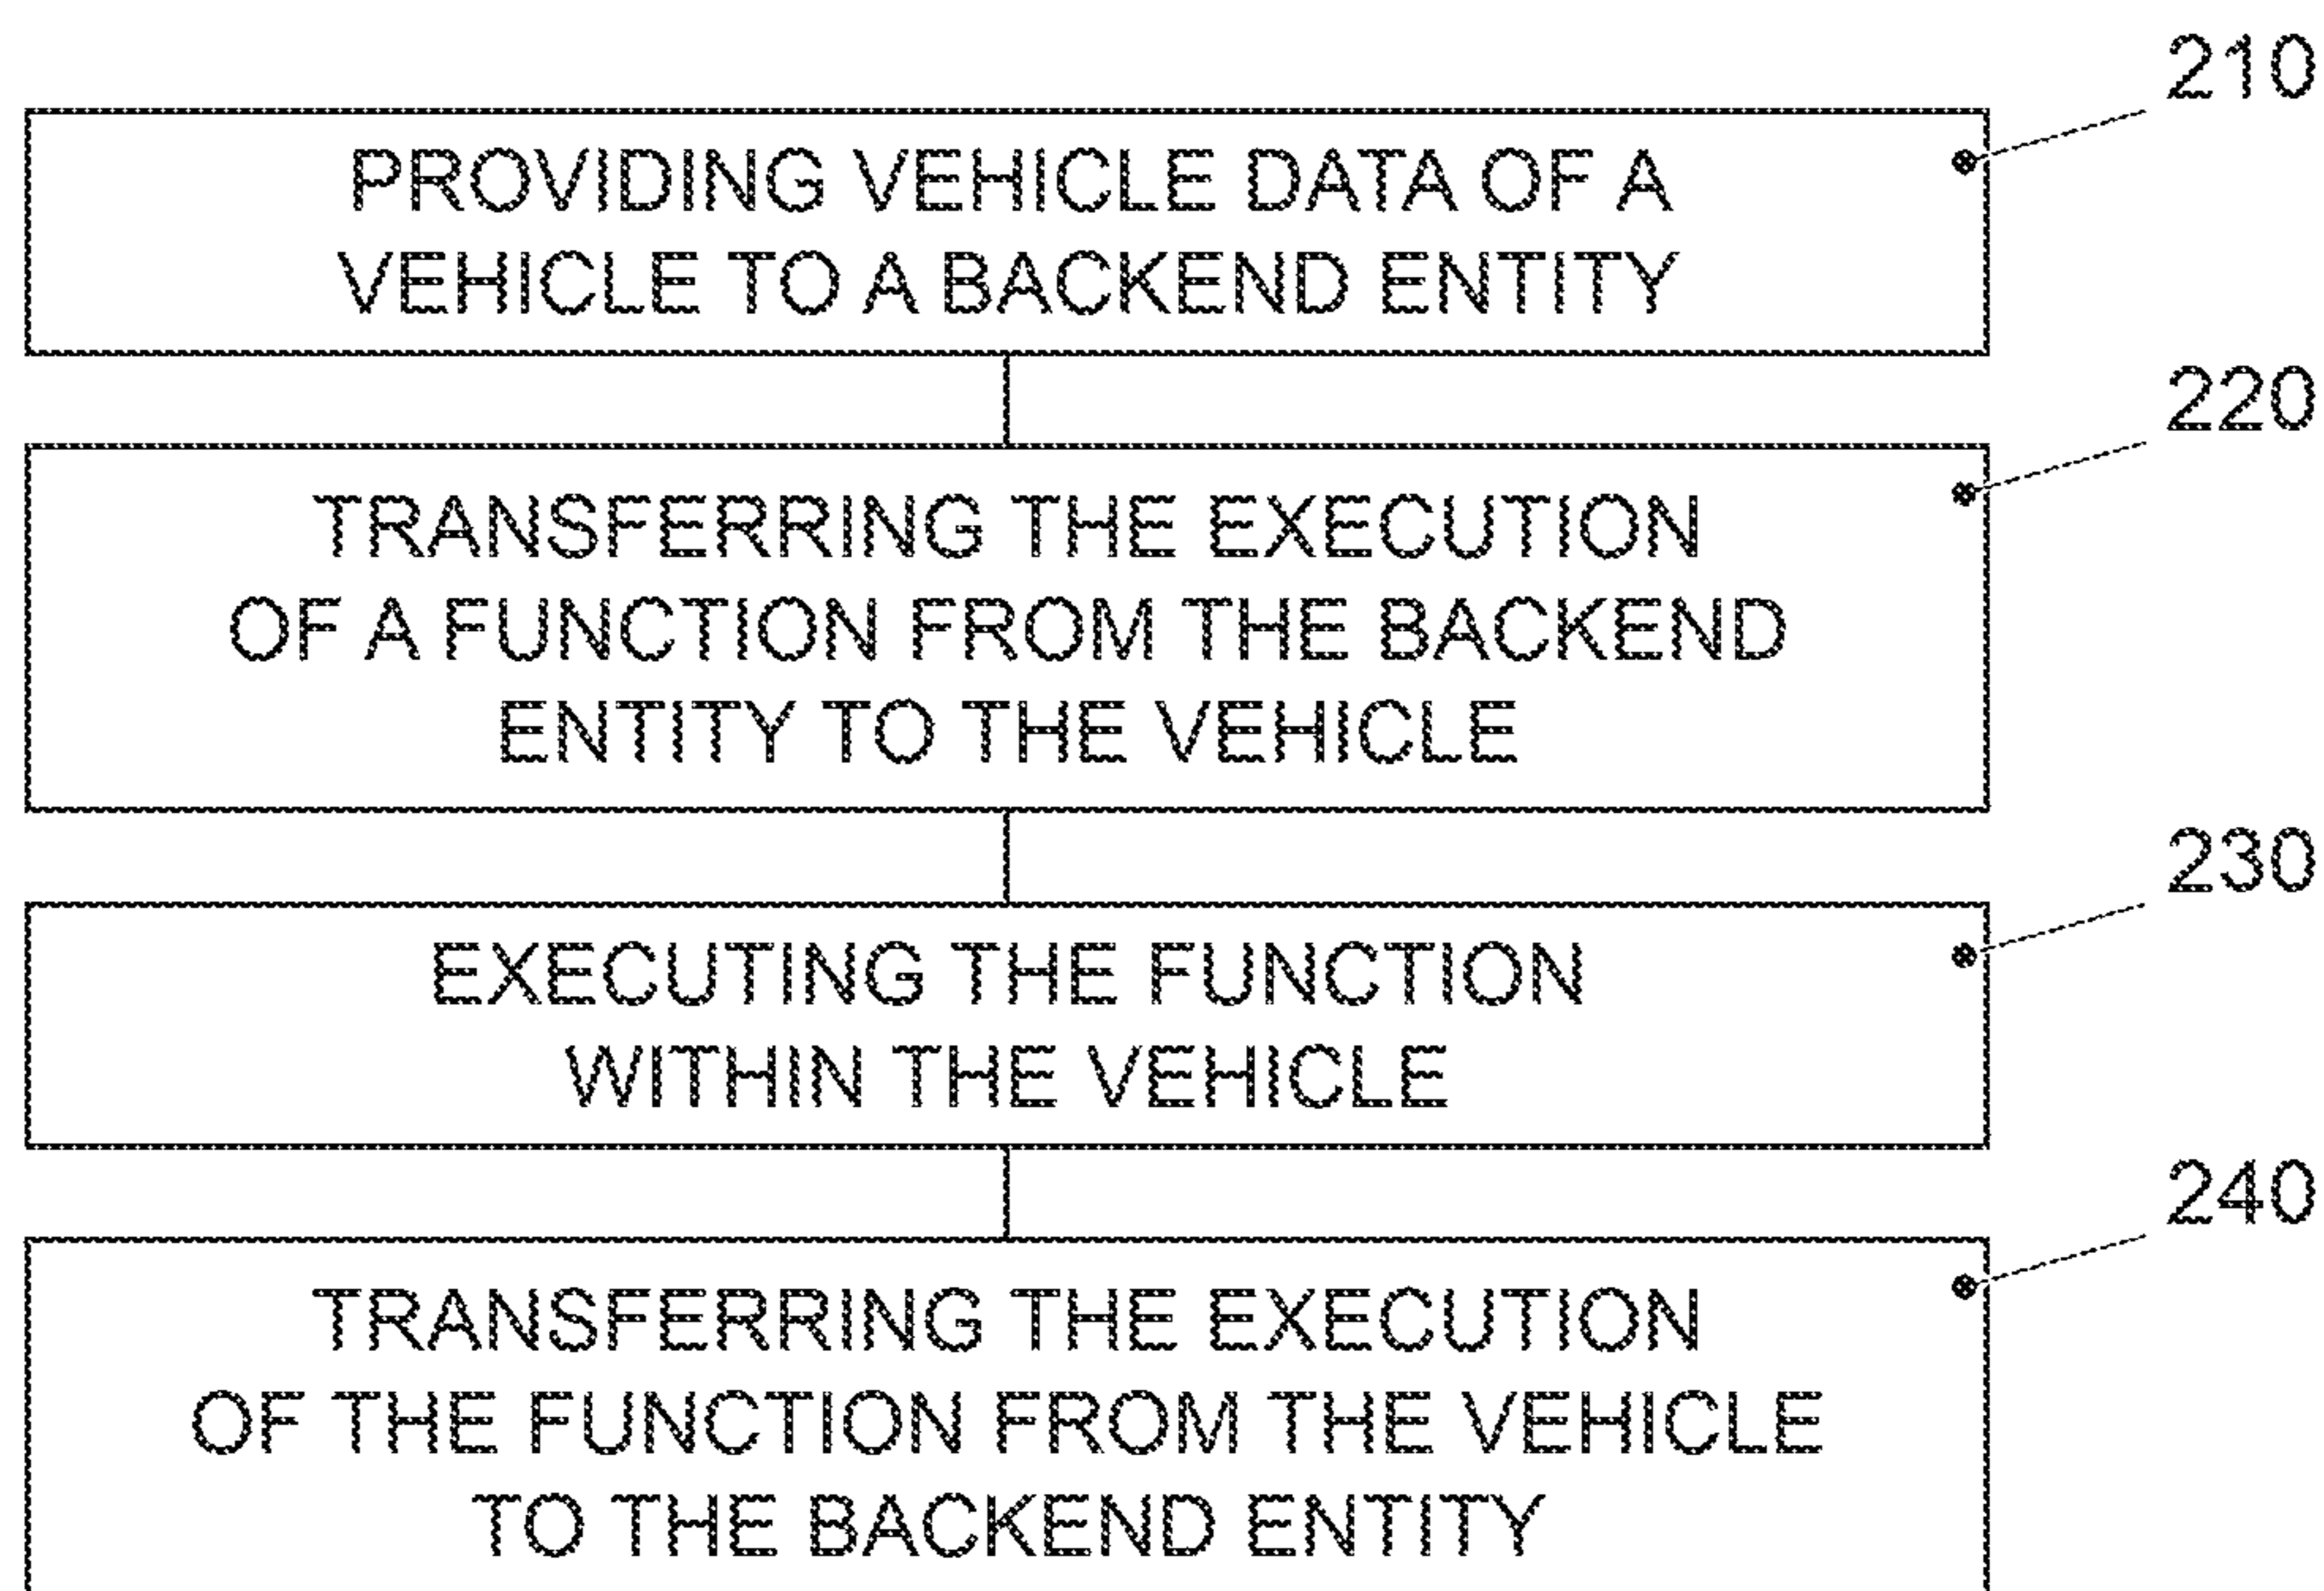 210
PROVIDING VEHICLE DATA OF A
VEHICLE TO A BACKEND ENTITY
220
TRANSFERRING THE EXECUTION
OF A FUNCTION FROM THE BACKEND
ENTITY TO THE VEHICLE
230
EXECUTING THE FUNCTION
WITHIN THE VEHICLE
240
TRANSFERRING THE EXECUTION
OF THE FUNCTION FROM THE VEHICLE
TO THE BACKEND ENTITY